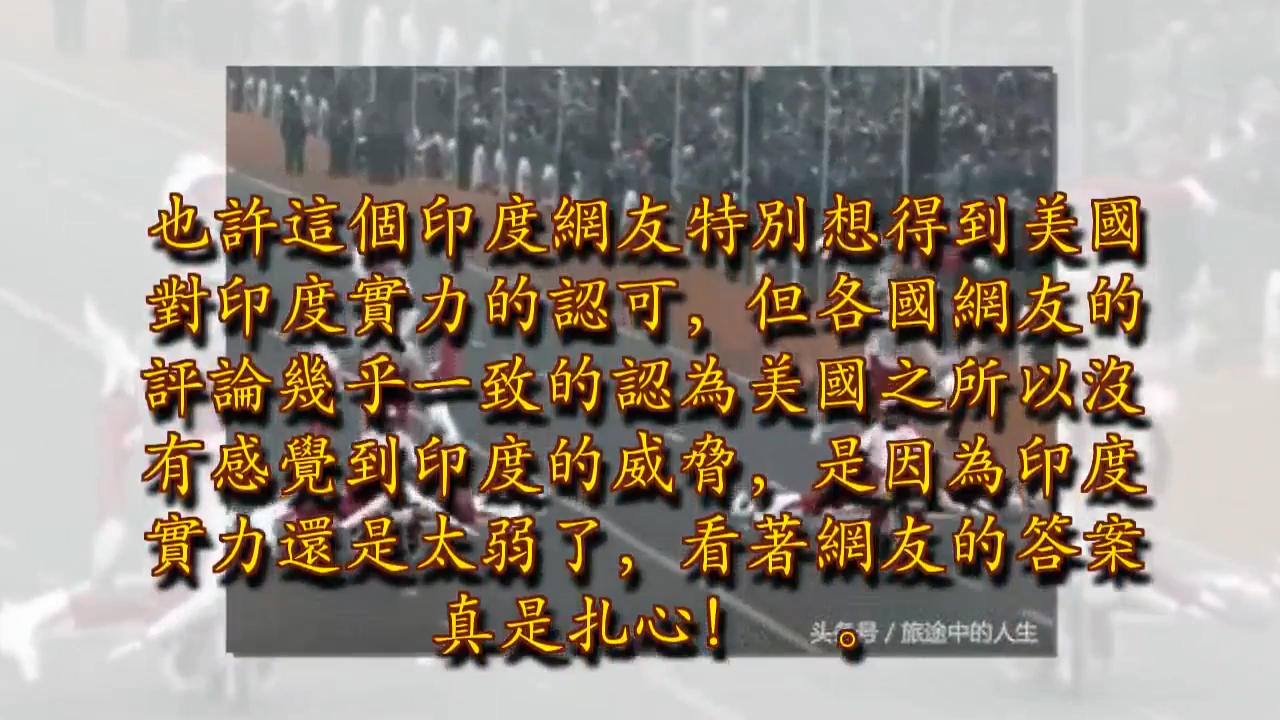 也許這個印度網友特別想得到美國
對印度實力的認可，但各國網友的
評論幾乎一致的認為美國之所以沒
有感覺到印度的威脅，是因為印度
實力還是太弱了，看著網友的答案
真是扎心！　。
头条号 / 旅途中的人生